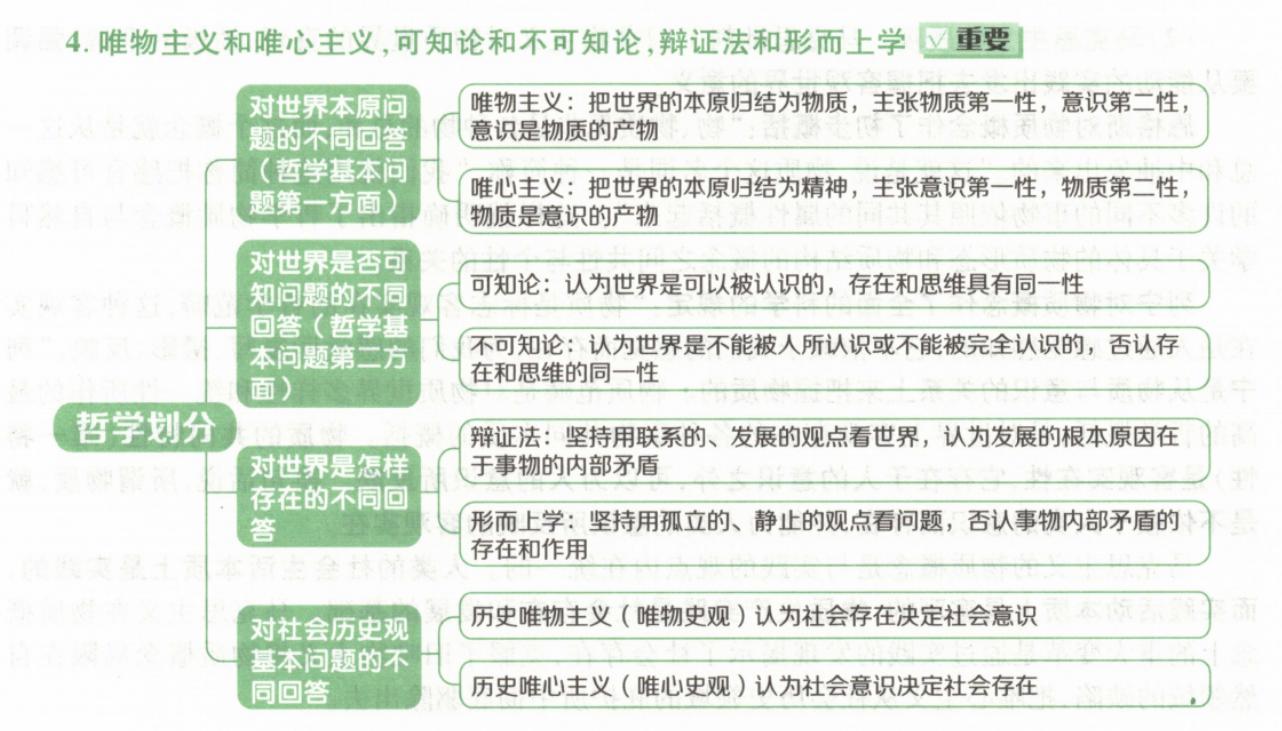 4.唯物主义和唯心主义,可知论和不可知论,辩证法和形而上学 重要
哲学划分
对世界本原问
题的不同回答
(哲学基本问
题第一方面)
唯物主义:把世界的本原归结为物质,主张物质第一性,意识第二性,
意识是物质的产物
唯心主义:把世界的本原归结为精神,主张意识第一性,物质第二性,
物质是意识的产物
对世界是否可
知问题的不同
回答(哲学基
本问题第二方
面)
可知论:认为世界是可以被认识的,存在和思维具有同一性
不可知论:认为世界是不能被人所认识或不能被完全认识的,否认存
在和思维的同一性
对世界是怎样
存在的不同回
答
辩证法:坚持用联系的、发展的观点看世界,认为发展的根本原因在
于事物的内部矛盾
形而上学:坚持用孤立的、静止的观点看问题,否认事物内部矛盾的
存在和作用
对社会历史观
基本问题的不
同回答
历史唯物主义(唯物史观)认为社会存在决定社会意识
历史唯心主义(唯心史观)认为社会意识决定社会存在